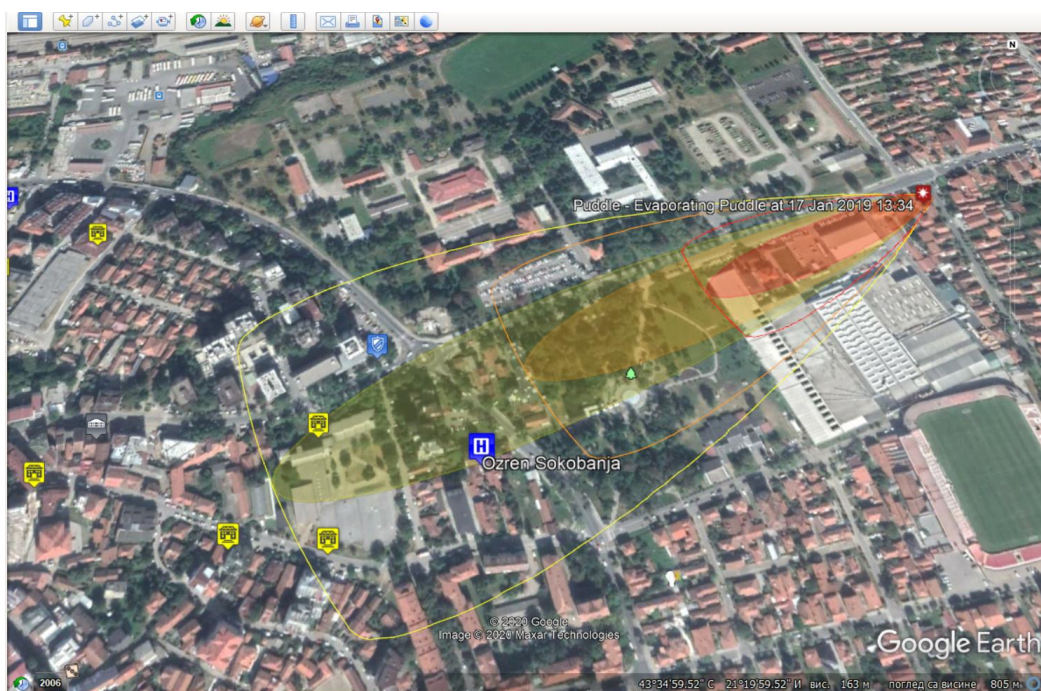 N
H
Puddle - Evaporating Puddle at 17 Jan 2019 13:34
H
Ozren Sokobanja
© 2020 Google
Image © 2020 Maxar Technologies
Google Earth
2006
43°34'59.52" С 21°19'59.52" И вис. 163 м поглед са висине 805 м